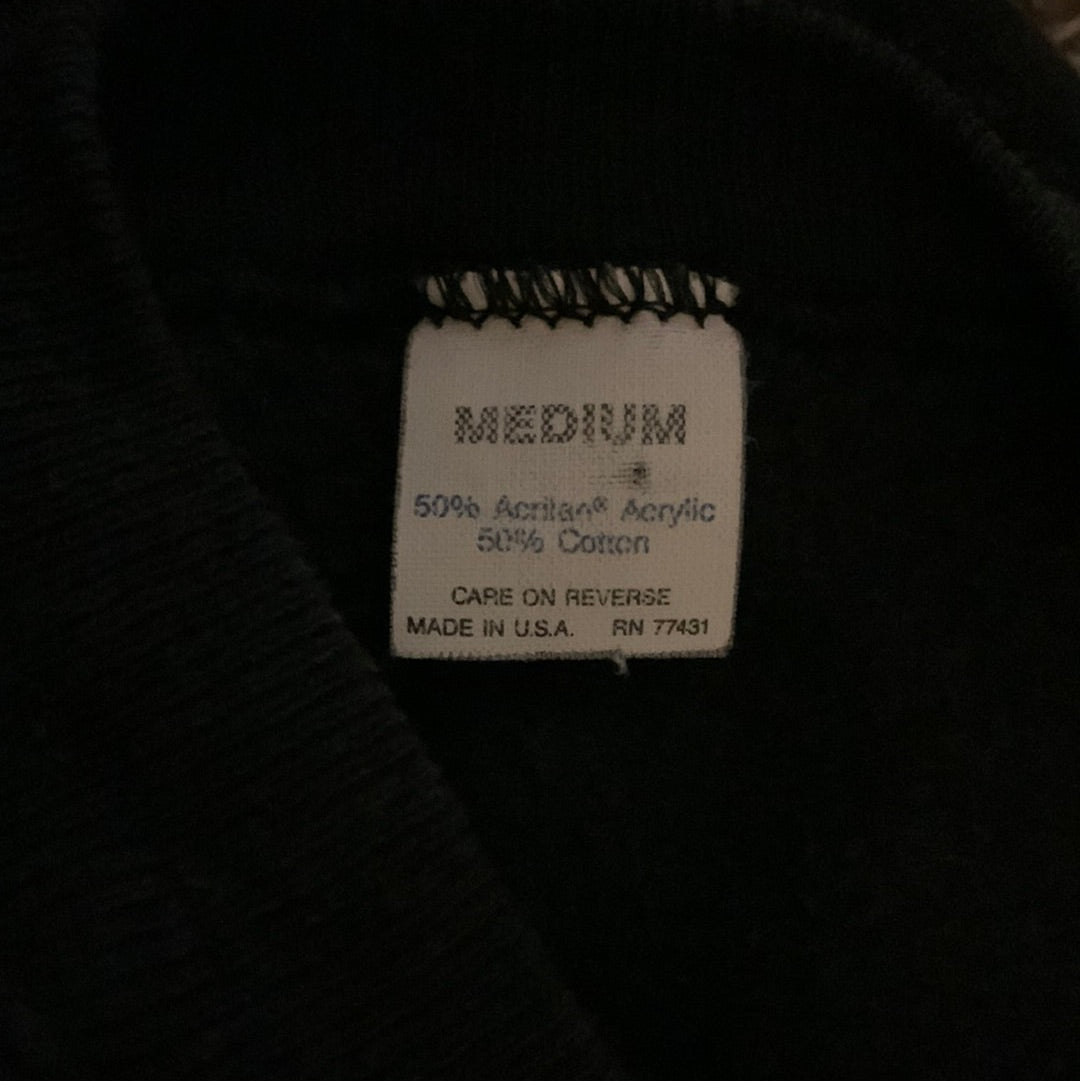 MEDIUM
50% Acrilan® Acrylic
50% Cotton
CARE ON REVERSE
MADE IN U.S.A. RN 77431